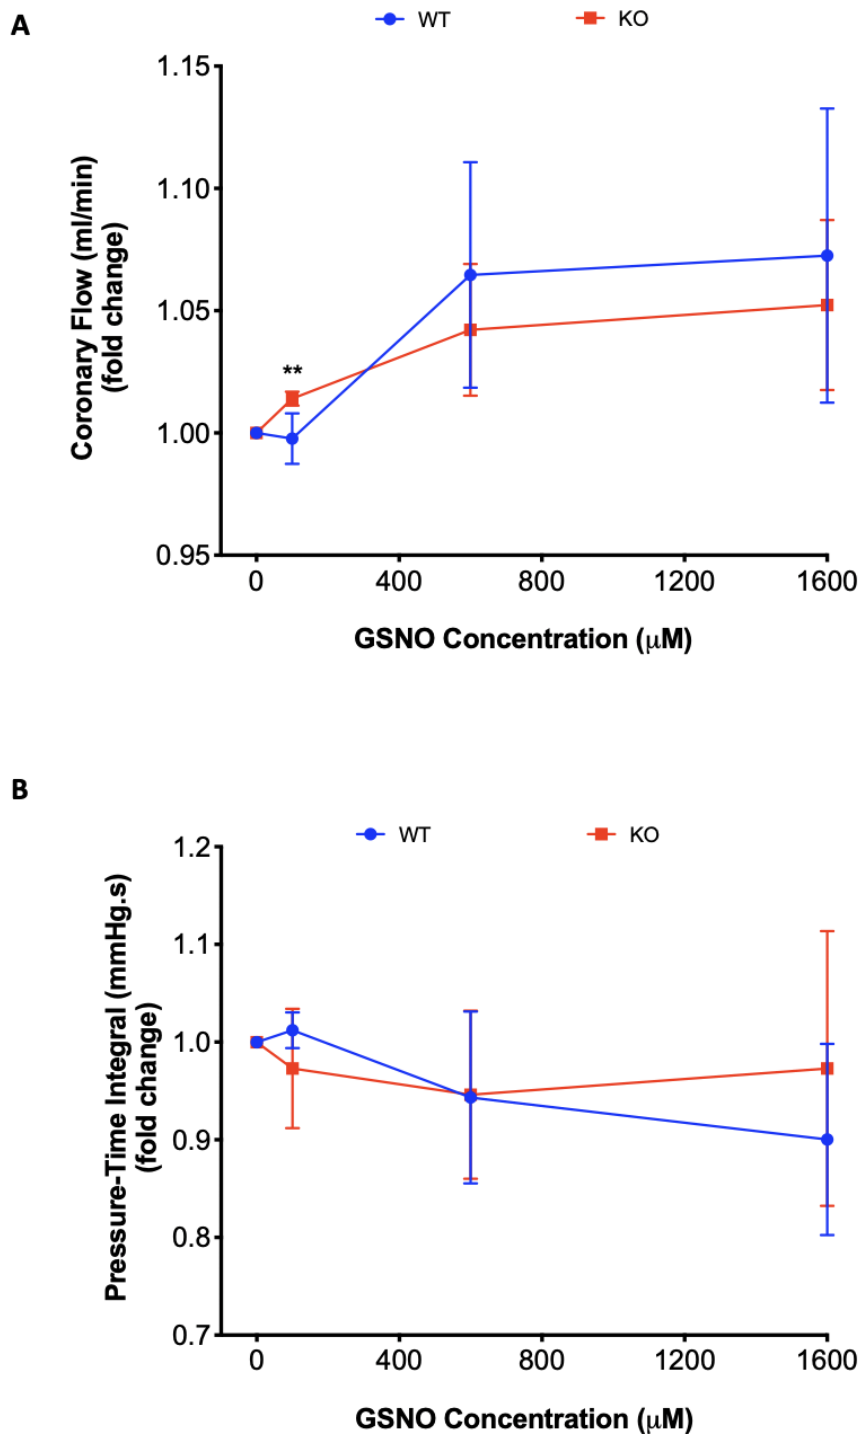 A
WT KO
1.15
1.10
1.05
1.00
0.95
Coronary Flow (ml/min)
(fold change)
**
0 400 800 1200 1600
GSNO Concentration (μM)
B
WT KO
1.2
1.1
1.0
0.9
0.8
0.7
Pressure-Time Integral (mmHg.s)
(fold change)
0 400 800 1200 1600
GSNO Concentration (μM)